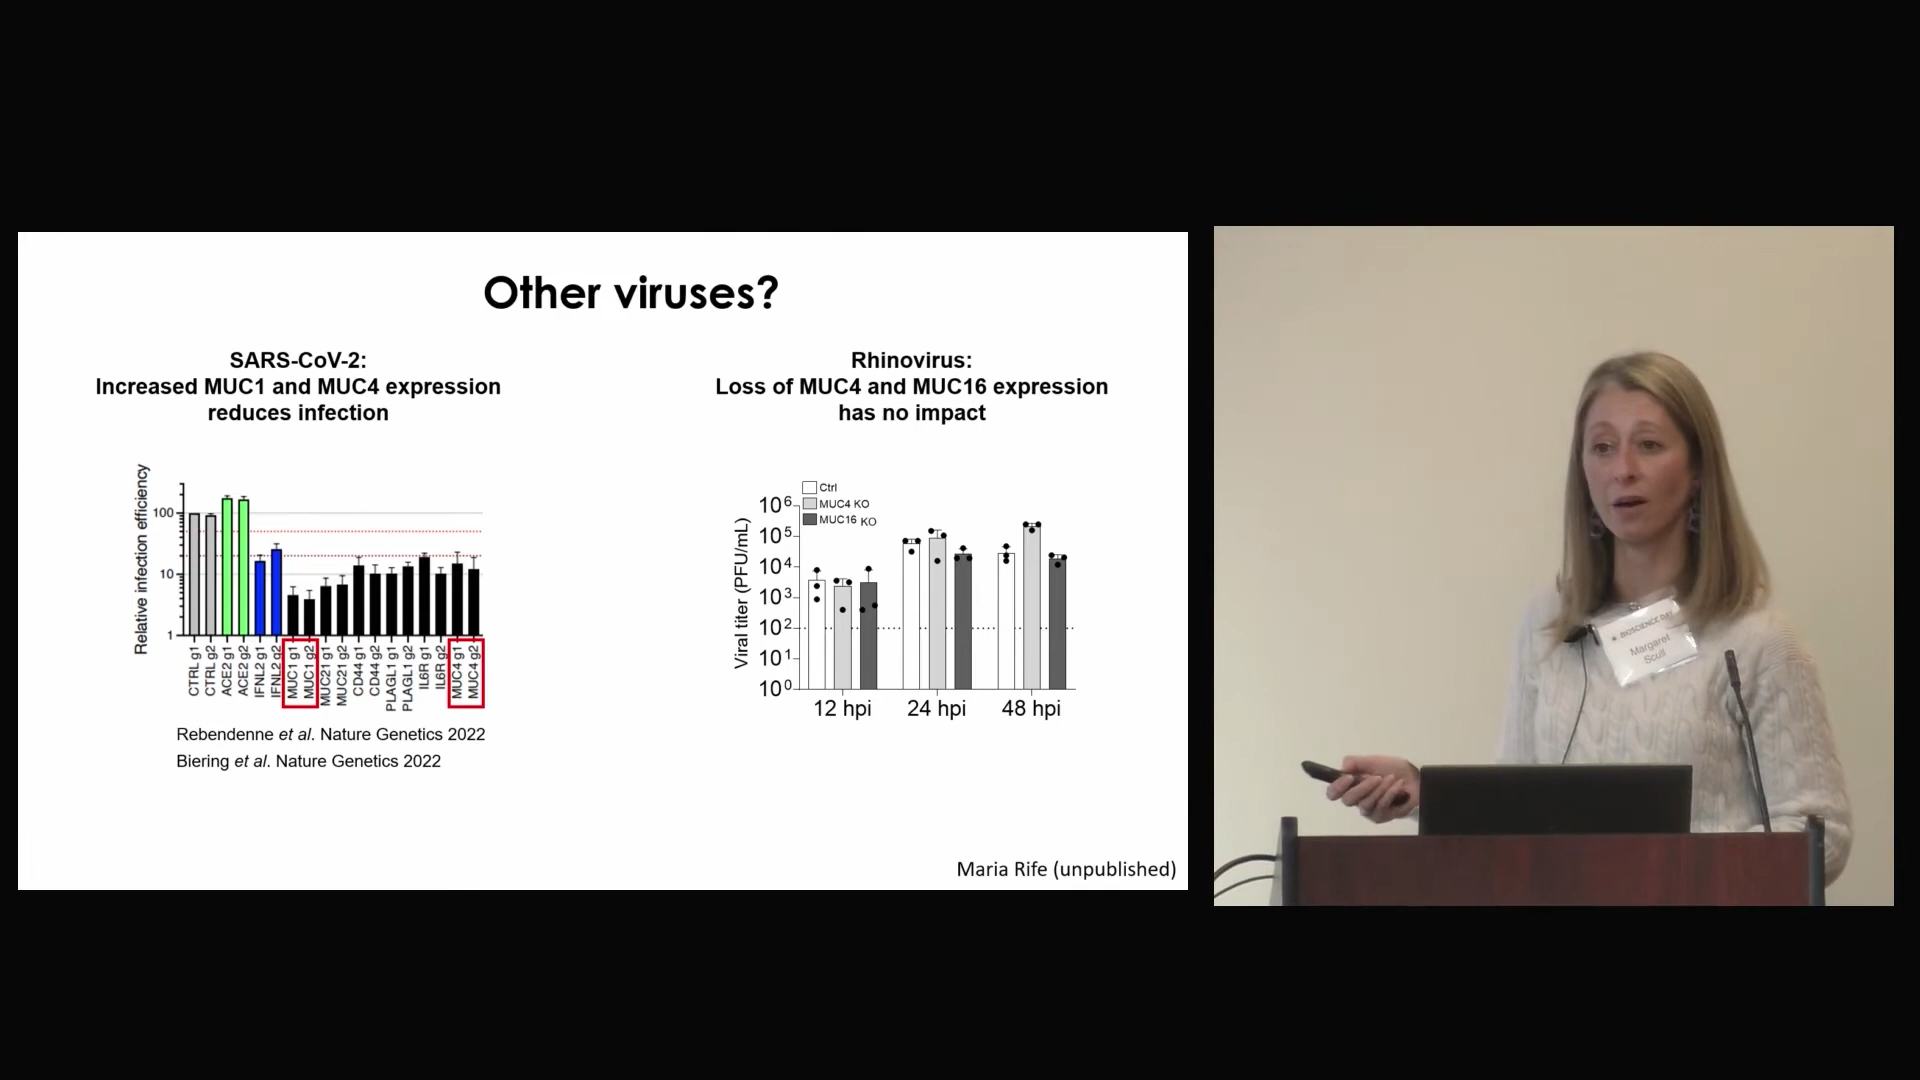 Other viruses?
SARS-CoV-2:
Increased MUC1 and MUC4 expression
reduces infection
Relative infection efficiency
100
10
1
CTRL g1
CTRL g2
ACE2 g1
ACE2 g2
IFNL2 g1
IFNL2 g2
MUC1 g1
MUC1 g2
MUC21 g1
MUC21 g2
CD44 g1
CD44 g2
PLAGL1 g1
PLAGL1 g2
IL6R g1
IL6R g2
MUC4 g1
MUC4 g2
Rebendenne et al. Nature Genetics 2022
Biering et al. Nature Genetics 2022
Rhinovirus:
Loss of MUC4 and MUC16 expression
has no impact
Ctrl
MUC4 KO
MUC16 KO
Viral titer (PFU/mL)
10⁶
10⁵
10⁴
10³
10²
10¹
10⁰
12 hpi 24 hpi 48 hpi
Maria Rife (unpublished)
BIOSCIENCE DAY
Margaret
Scull